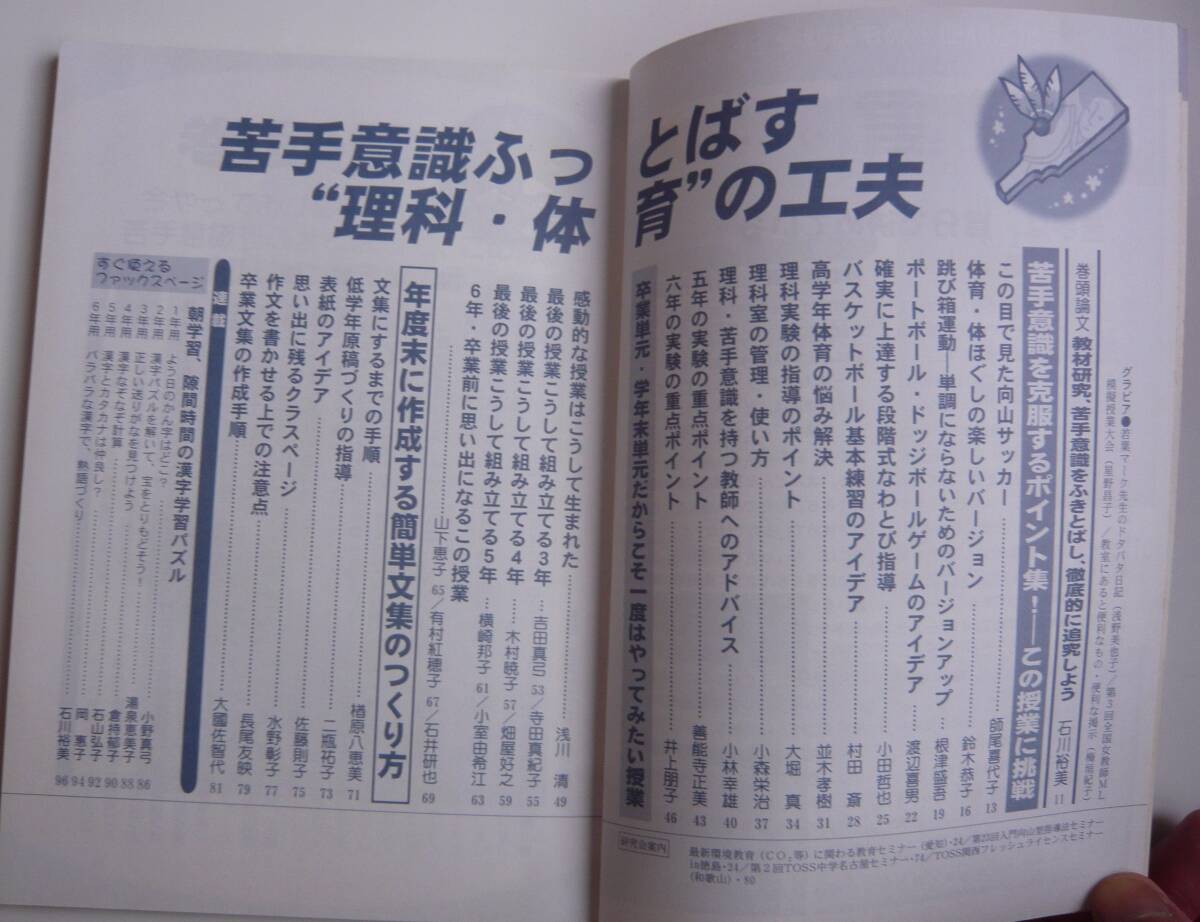 苦手意識ふっとばす
“理科・体育”の工夫
グラビア●若葉マーク先生のドタバタ日記(浅野美也子)/第3回全国女教師ML
模擬授業大会(星野昌子)/教室にあると便利なもの・便利な掲示
巻頭論文 教材研究、苦手意識をふきとばし、徹底的に追究しよう 石川裕美 11
苦手意識を克服するポイント集!―この授業に挑戦
この目で見た向山サッカー 師尾喜代子 13
体育・体ほぐしの楽しいバージョン 鈴木恭子 16
跳び箱運動―単調にならないためのバージョンアップ 根津盛吾 19
ポートボール・ドッジボールゲームのアイデア 渡辺喜男 22
確実に上達する段階式なわとび指導 小田哲也 25
バスケットボール基本練習のアイデア 村田 斎 28
高学年体育の悩み解決 並木孝樹 31
理科実験の指導のポイント 大堀 真 34
理科室の管理・使い方 小森栄治 37
理科・苦手意識を持つ教師へのアドバイス 小林幸雄 40
五年の実験の重点ポイント 善能寺正美 43
六年の実験の重点ポイント 井上朋子 46
卒業単元・学年末単元だからこそ一度はやってみたい授業
研究会案内
最新環境教育(CO2等)に関わる教育セミナー(愛知)・24/第23回入門向山型指導法セミナー
in徳島・24/第2回TOSS中学名古屋セミナー・74/TOSS関西フレッシュライセンスセミナー
(和歌山)・80
感動的な授業はこうして生まれた 浅川 清 49
最後の授業こうして組み立てる3年 吉田真弓 53/寺田真紀子 55
最後の授業こうして組み立てる4年 木村暁子 57/畑屋好之 59
最後の授業こうして組み立てる5年 横崎邦子 61/小室由希江 63
6年・卒業前に思い出になるこの授業
山下恵子 65/有村紅穂子 67/石井研也 69
年度末に作成する簡単文集のつくり方
文集にするまでの手順
低学年原稿づくりの指導 楢原八恵美 71
表紙のアイデア 二瓶祐子 73
思い出に残るクラスページ 佐藤則子 75
作文を書かせる上での注意点 水野彰子 77
卒業文集の作成手順 長尾友映 79
大國佐智代 81
連載
すぐ使える
ファックスページ
朝学習、隙間時間の漢字学習パズル
1年用 よう日のかん字はどこ? 小野真弓 86
2年用 漢字パズルを解いて、宝をとりもどそう! 湯泉恵美子 88
3年用 正しい送りがなを見つけよう 倉持郁子 90
4年用 漢字なぞなぞ計算 石山弘子 92
5年用 漢字とカタカナは仲良し? 岡 恵子 94
6年用 バラバラな漢字で、熟語づくり 石川裕美 96